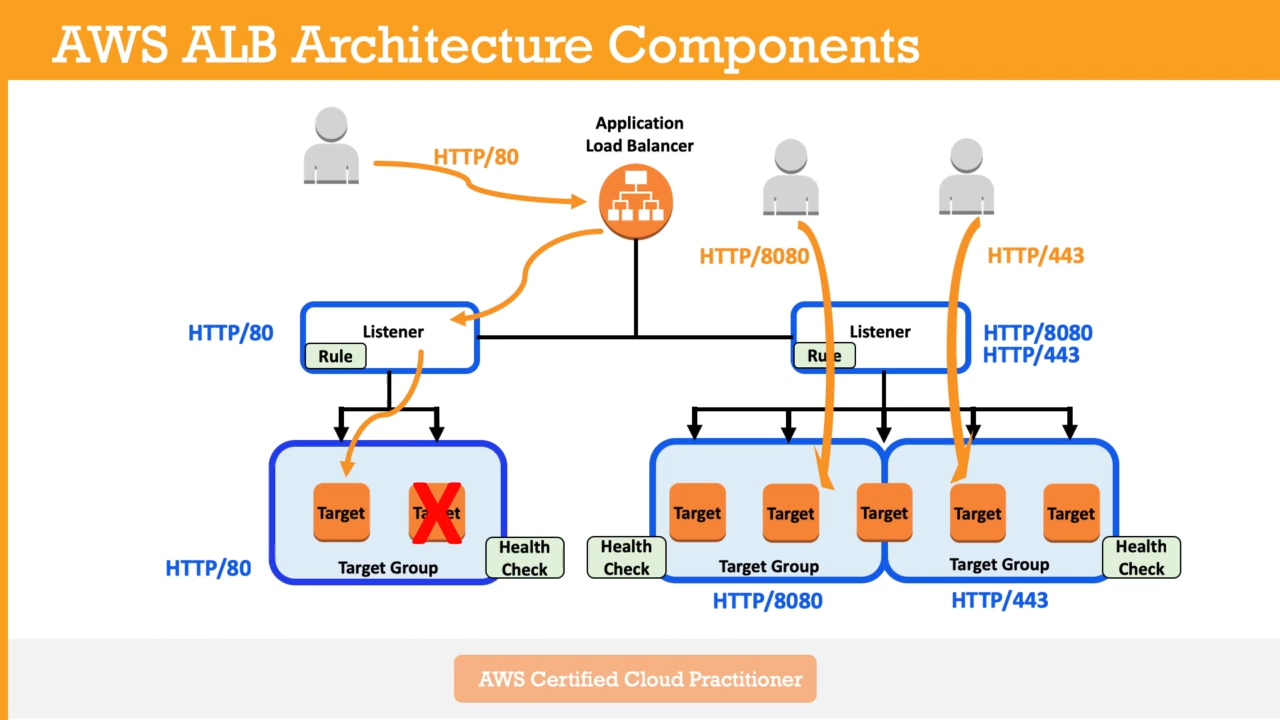 AWS ALB Architecture Components
Application
Load Balancer
HTTP/80
HTTP/8080
HTTP/443
HTTP/80
Listener
Rule
Listener
Rule
HTTP/8080
HTTP/443
Target
Target
Target Group
Health
Check
HTTP/80
Health
Check
Target
Target
Target
Target
Target
Target Group
Target Group
Health
Check
HTTP/8080
HTTP/443
AWS Certified Cloud Practitioner